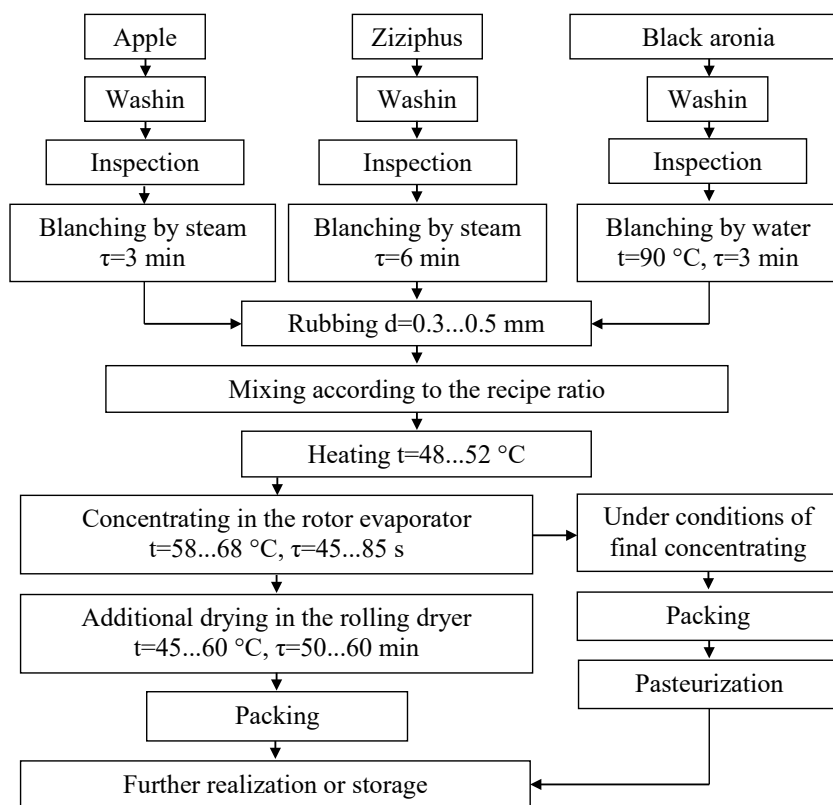 Apple
Ziziphus
Black aronia
Washin
Washin
Washin
Inspection
Inspection
Inspection
Blanching by steam
τ=3 min
Blanching by steam
τ=6 min
Blanching by water
t=90 °C, τ=3 min
Rubbing d=0.3...0.5 mm
Mixing according to the recipe ratio
Heating t=48...52 °C
Concentrating in the rotor evaporator
t=58...68 °C, τ=45...85 s
Under conditions of
final concentrating
Additional drying in the rolling dryer
t=45...60 °C, τ=50...60 min
Packing
Pasteurization
Packing
Further realization or storage